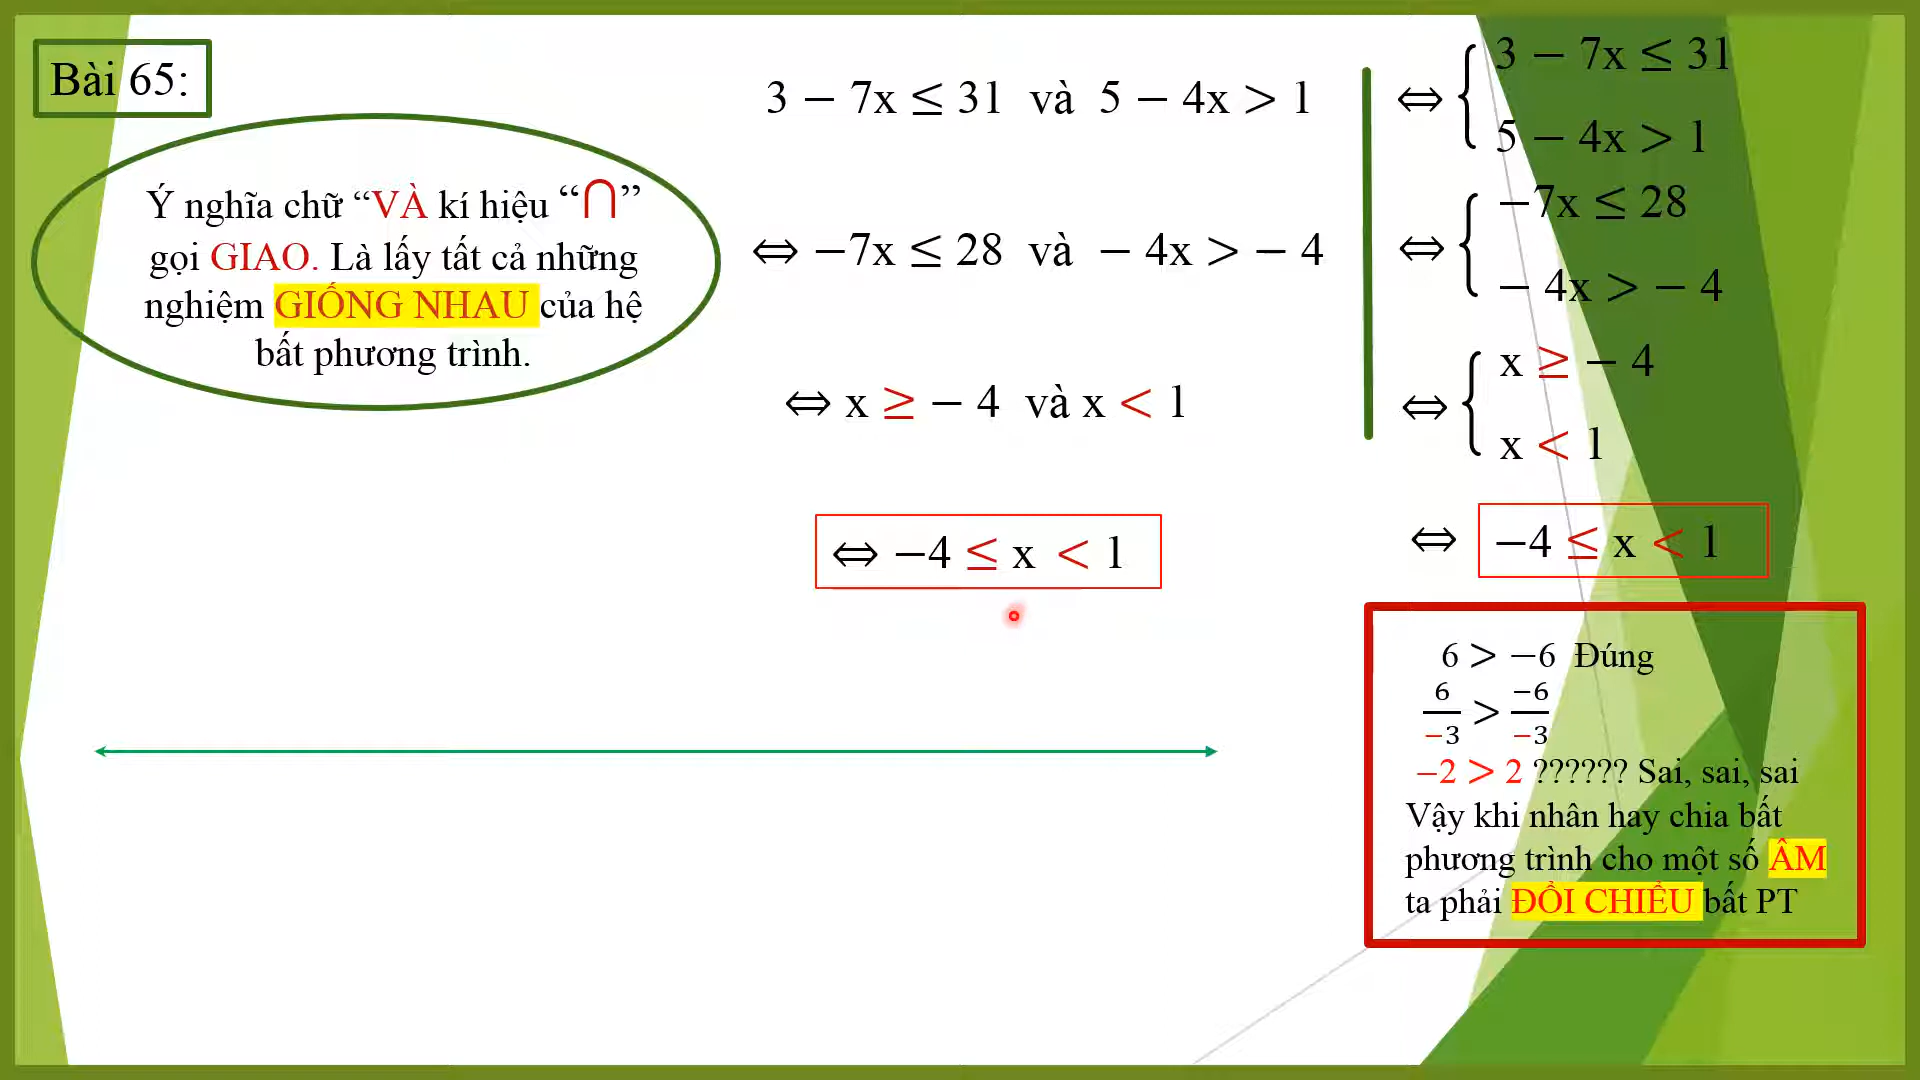 Bài 65:
Ý nghĩa chữ “VÀ kí hiệu “∩”
gọi GIAO. Là lấy tất cả những
nghiệm GIỐNG NHAU của hệ
bất phương trình.
3 − 7x ≤ 31 và 5 − 4x > 1
⇔ −7x ≤ 28 và − 4x > − 4
⇔ x ≥ − 4 và x < 1
⇔ −4 ≤ x < 1
⇔ { 3 − 7x ≤ 31
5 − 4x > 1
⇔ { −7x ≤ 28
− 4x > − 4
⇔ { x ≥ − 4
x < 1
⇔ −4 ≤ x < 1
6 > −6 Đúng
6/−3 > −6/−3
−2 > 2 ?????? Sai, sai, sai
Vậy khi nhân hay chia bất
phương trình cho một số ÂM
ta phải ĐỔI CHIỀU bất PT